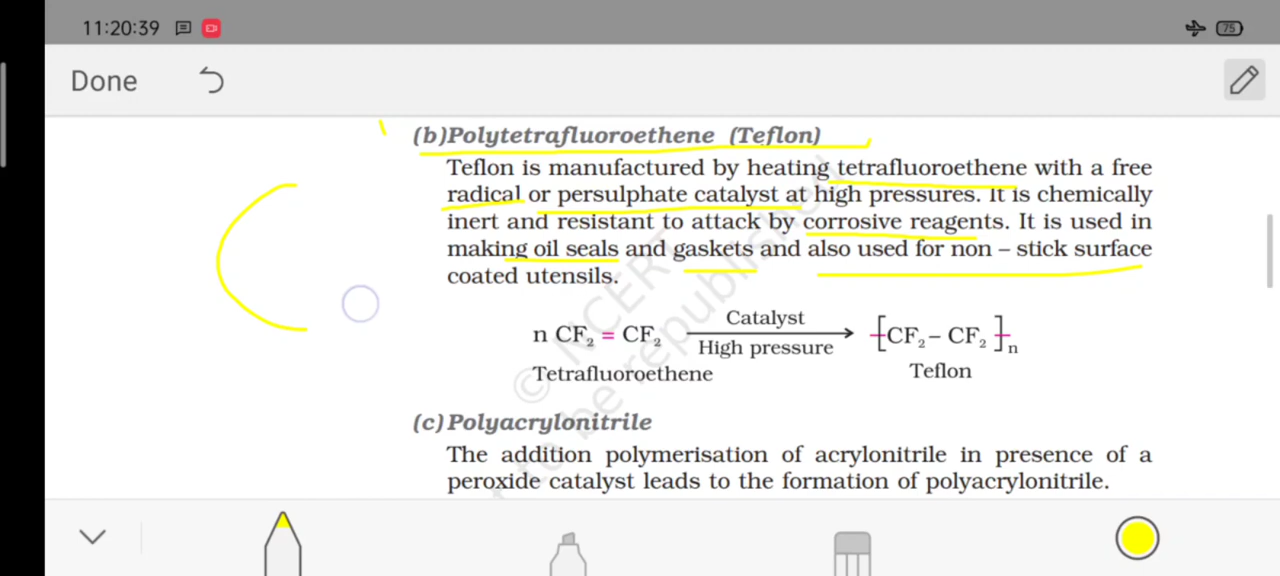 11:20:39
75
Done
(b)Polytetrafluoroethene (Teflon)
Teflon is manufactured by heating tetrafluoroethene with a free
radical or persulphate catalyst at high pressures. It is chemically
inert and resistant to attack by corrosive reagents. It is used in
making oil seals and gaskets and also used for non – stick surface
coated utensils.
n CF₂ = CF₂ Catalyst High pressure [CF₂ – CF₂]ₙ
Tetrafluoroethene Teflon
(c)Polyacrylonitrile
The addition polymerisation of acrylonitrile in presence of a
peroxide catalyst leads to the formation of polyacrylonitrile.
© NCERT
to be republished